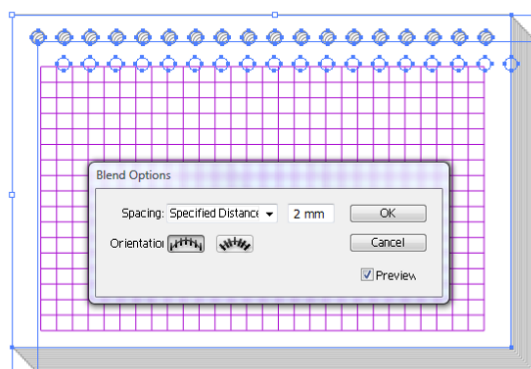 Blend Options
Spacing: Specified Distance 2 mm OK
Orientation Cancel
Preview